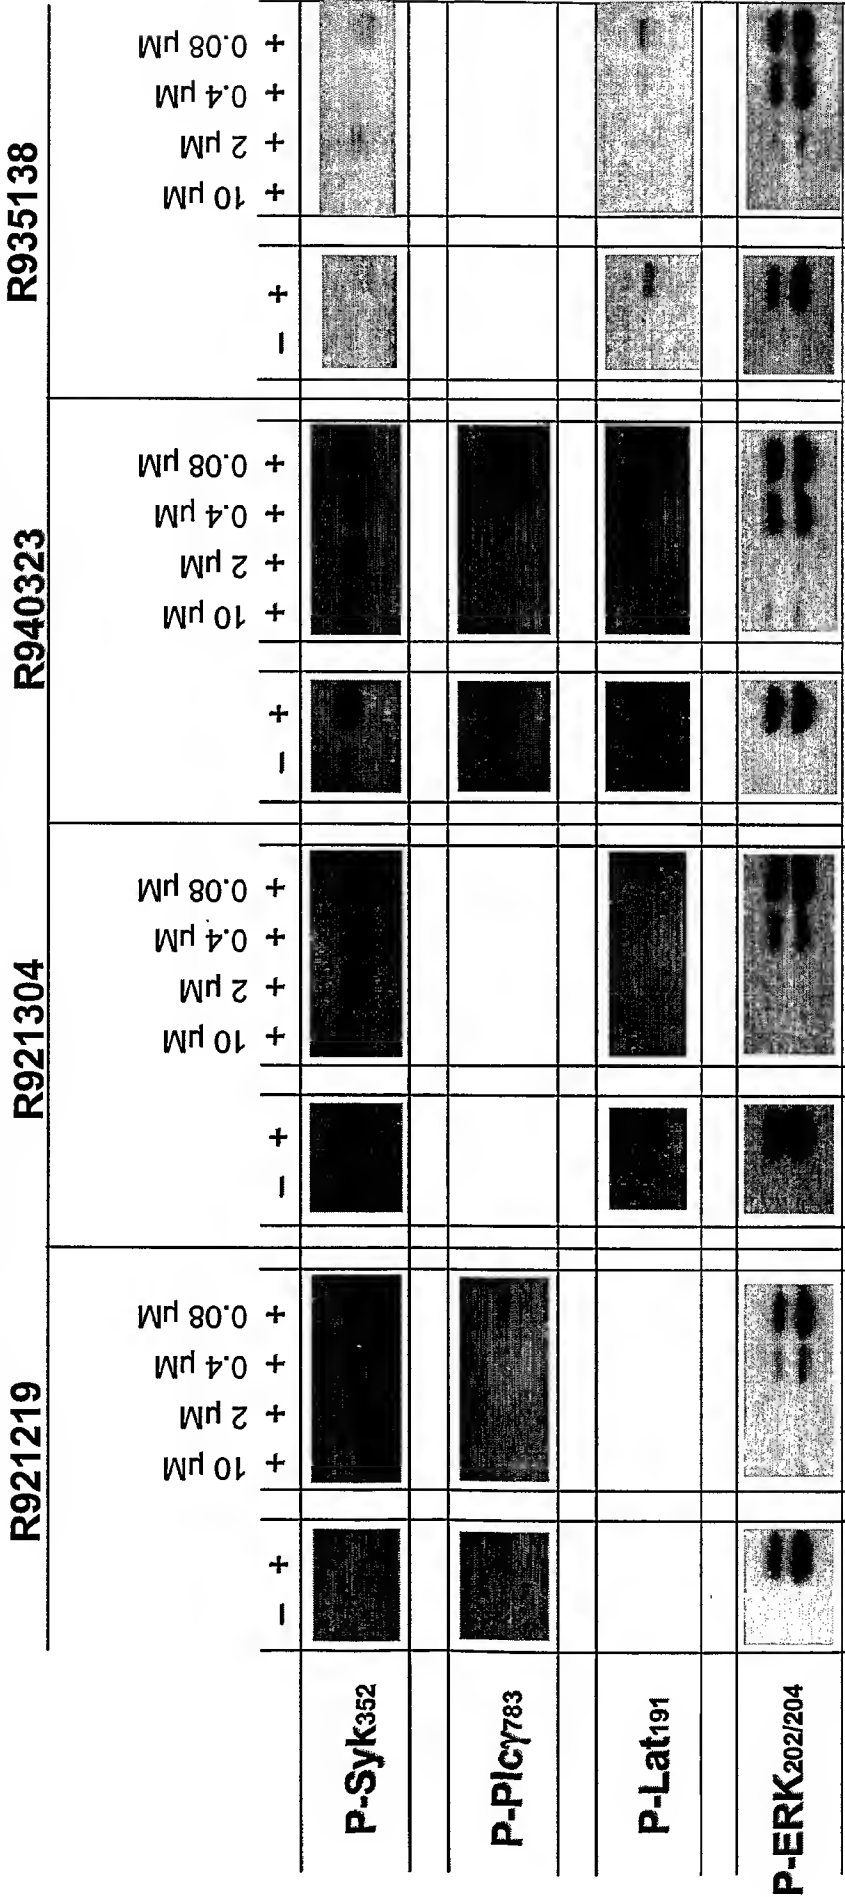 R921219 R921304 R940323 R935138
10 µM 2 µM 0.4 µM 0.08 µM 10 µM 2 µM 0.4 µM 0.08 µM 10 µM 2 µM 0.4 µM 0.08 µM 10 µM 2 µM 0.4 µM 0.08 µM
– + + + + + – + + + + + – + + + + + – + + + + +
P-Syk352
P-Plcγ783
P-Lat191
P-ERK202/204